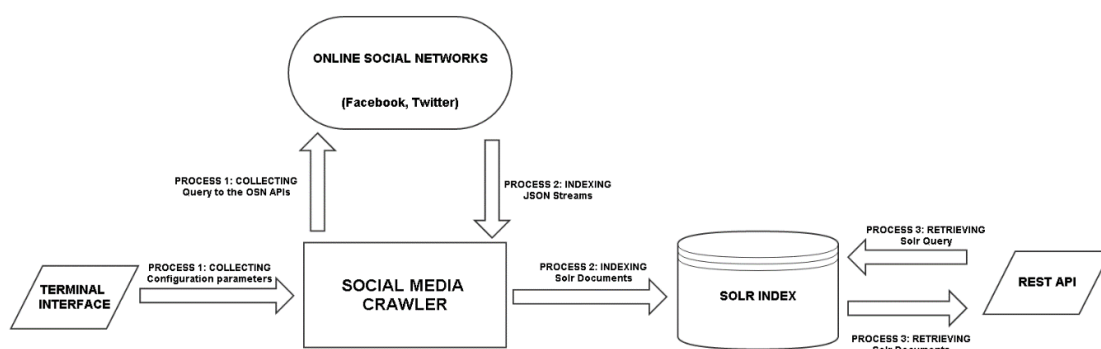 ONLINE SOCIAL NETWORKS
(Facebook, Twitter)
PROCESS 1: COLLECTING
Query to the OSN APIs
PROCESS 2: INDEXING
JSON Streams
PROCESS 1: COLLECTING
Configuration parameters
TERMINAL
INTERFACE
SOCIAL MEDIA
CRAWLER
PROCESS 2: INDEXING
Solr Documents
SOLR INDEX
PROCESS 3: RETRIEVING
Solr Query
REST API
PROCESS 3: RETRIEVING
Solr Documents